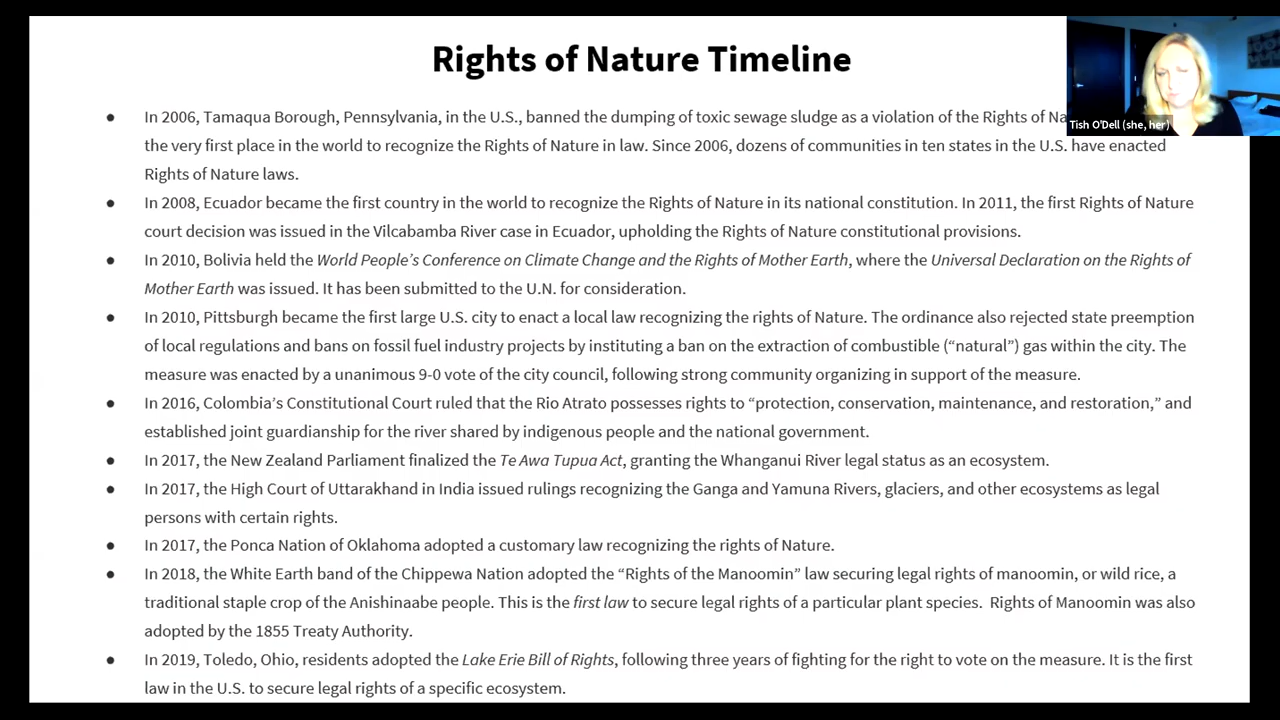 Rights of Nature Timeline
Tish O'Dell (she, her)
● In 2006, Tamaqua Borough, Pennsylvania, in the U.S., banned the dumping of toxic sewage sludge as a violation of the Rights of
the very first place in the world to recognize the Rights of Nature in law. Since 2006, dozens of communities in ten states in the U.S. have enacted
Rights of Nature laws.
● In 2008, Ecuador became the first country in the world to recognize the Rights of Nature in its national constitution. In 2011, the first Rights of Nature
court decision was issued in the Vilcabamba River case in Ecuador, upholding the Rights of Nature constitutional provisions.
● In 2010, Bolivia held the World People’s Conference on Climate Change and the Rights of Mother Earth, where the Universal Declaration on the Rights of
Mother Earth was issued. It has been submitted to the U.N. for consideration.
● In 2010, Pittsburgh became the first large U.S. city to enact a local law recognizing the rights of Nature. The ordinance also rejected state preemption
of local regulations and bans on fossil fuel industry projects by instituting a ban on the extraction of combustible (“natural”) gas within the city. The
measure was enacted by a unanimous 9-0 vote of the city council, following strong community organizing in support of the measure.
● In 2016, Colombia’s Constitutional Court ruled that the Rio Atrato possesses rights to “protection, conservation, maintenance, and restoration,” and
established joint guardianship for the river shared by indigenous people and the national government.
● In 2017, the New Zealand Parliament finalized the Te Awa Tupua Act, granting the Whanganui River legal status as an ecosystem.
● In 2017, the High Court of Uttarakhand in India issued rulings recognizing the Ganga and Yamuna Rivers, glaciers, and other ecosystems as legal
persons with certain rights.
● In 2017, the Ponca Nation of Oklahoma adopted a customary law recognizing the rights of Nature.
● In 2018, the White Earth band of the Chippewa Nation adopted the “Rights of the Manoomin” law securing legal rights of manoomin, or wild rice, a
traditional staple crop of the Anishinaabe people. This is the first law to secure legal rights of a particular plant species. Rights of Manoomin was also
adopted by the 1855 Treaty Authority.
● In 2019, Toledo, Ohio, residents adopted the Lake Erie Bill of Rights, following three years of fighting for the right to vote on the measure. It is the first
law in the U.S. to secure legal rights of a specific ecosystem.